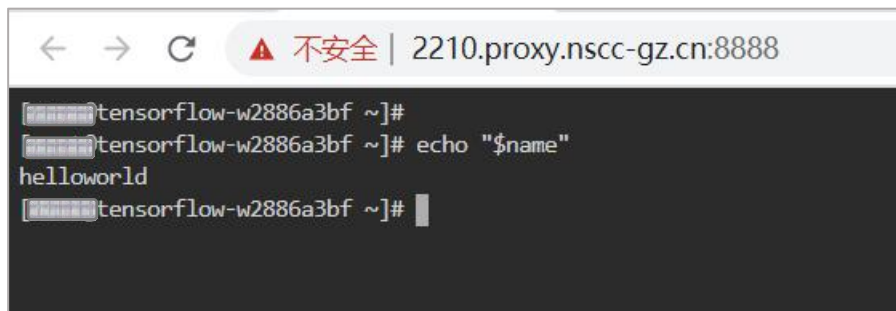 不安全 | 2210.proxy.nscc-gz.cn:8888
[tensorflow-w2886a3bf ~]#
[tensorflow-w2886a3bf ~]# echo "$name"
helloworld
[tensorflow-w2886a3bf ~]#